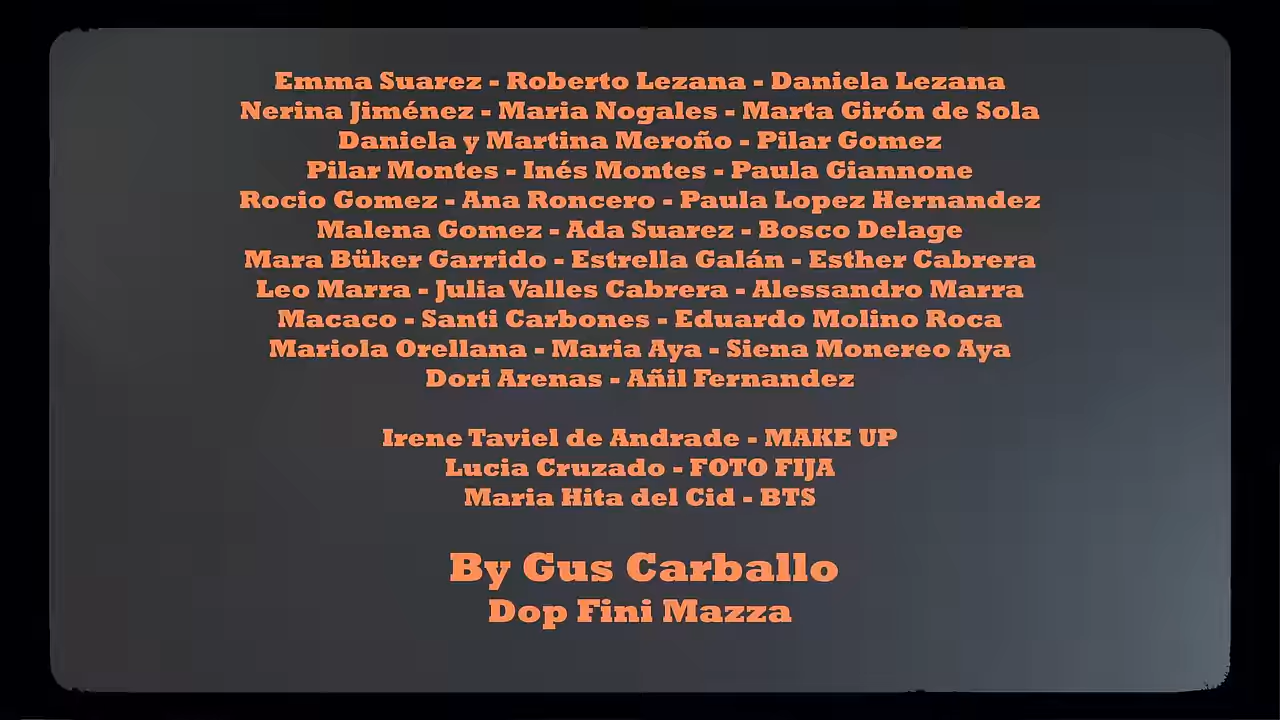 Emma Suarez - Roberto Lezana - Daniela Lezana
Nerina Jiménez - Maria Nogales - Marta Girón de Sola
Daniela y Martina Meroño - Pilar Gomez
Pilar Montes - Inés Montes - Paula Giannone
Rocio Gomez - Ana Roncero - Paula Lopez Hernandez
Malena Gomez - Ada Suarez - Bosco Delage
Mara Büker Garrido - Estrella Galán - Esther Cabrera
Leo Marra - Julia Valles Cabrera - Alessandro Marra
Macaco - Santi Carbones - Eduardo Molino Roca
Mariola Orellana - Maria Aya - Siena Monereo Aya
Dori Arenas - Añil Fernandez
Irene Taviel de Andrade - MAKE UP
Lucia Cruzado - FOTO FIJA
Maria Hita del Cid - BTS
By Gus Carballo
Dop Fini Mazza